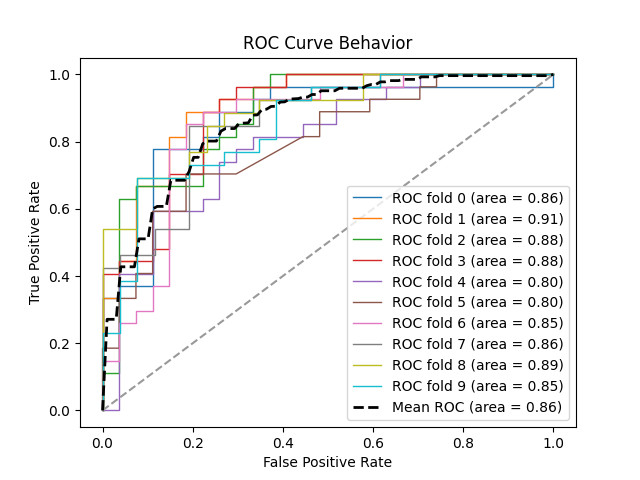 ROC Curve Behavior
True Positive Rate
1.0
0.8
0.6
0.4
0.2
0.0
ROC fold 0 (area = 0.86)
ROC fold 1 (area = 0.91)
ROC fold 2 (area = 0.88)
ROC fold 3 (area = 0.88)
ROC fold 4 (area = 0.80)
ROC fold 5 (area = 0.80)
ROC fold 6 (area = 0.85)
ROC fold 7 (area = 0.86)
ROC fold 8 (area = 0.89)
ROC fold 9 (area = 0.85)
Mean ROC (area = 0.86)
0.0 0.2 0.4 0.6 0.8 1.0
False Positive Rate